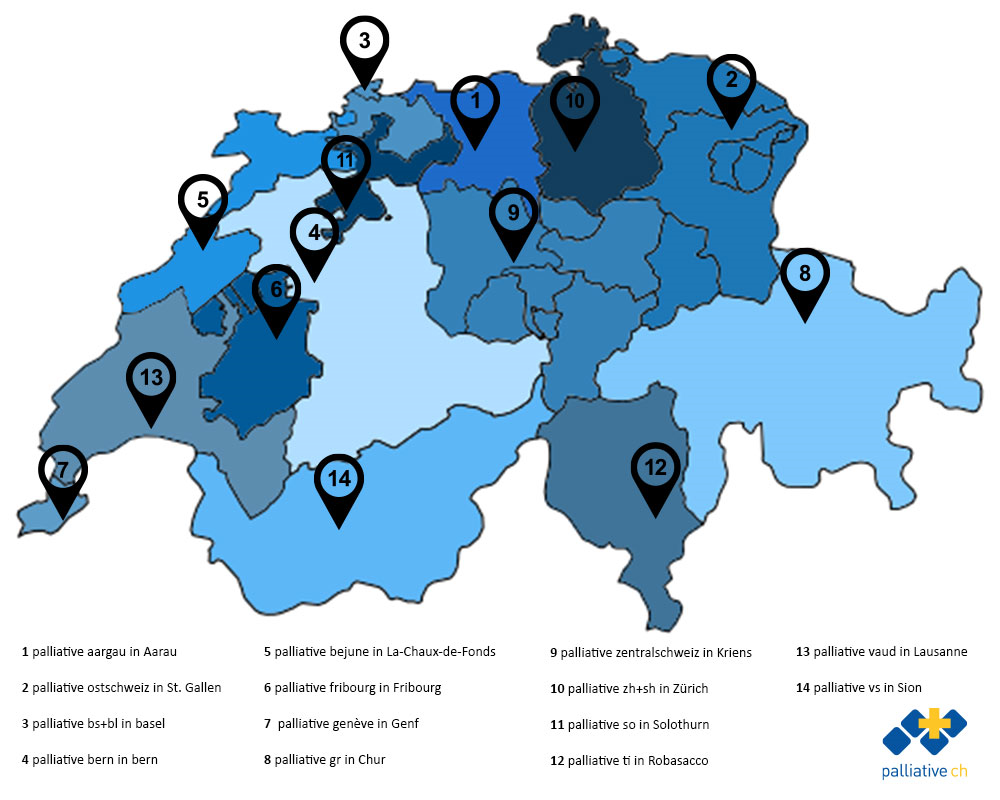 3
2
1
10
11
5
9
4
8
6
13
12
7
14
1 palliative aargau in Aarau
2 palliative ostschweiz in St. Gallen
3 palliative bs+bl in basel
4 palliative bern in bern
5 palliative bejune in La-Chaux-de-Fonds
6 palliative fribourg in Fribourg
7 palliative genève in Genf
8 palliative gr in Chur
9 palliative zentralschweiz in Kriens
10 palliative zh+sh in Zürich
11 palliative so in Solothurn
12 palliative ti in Robasacco
13 palliative vaud in Lausanne
14 palliative vs in Sion
palliative ch